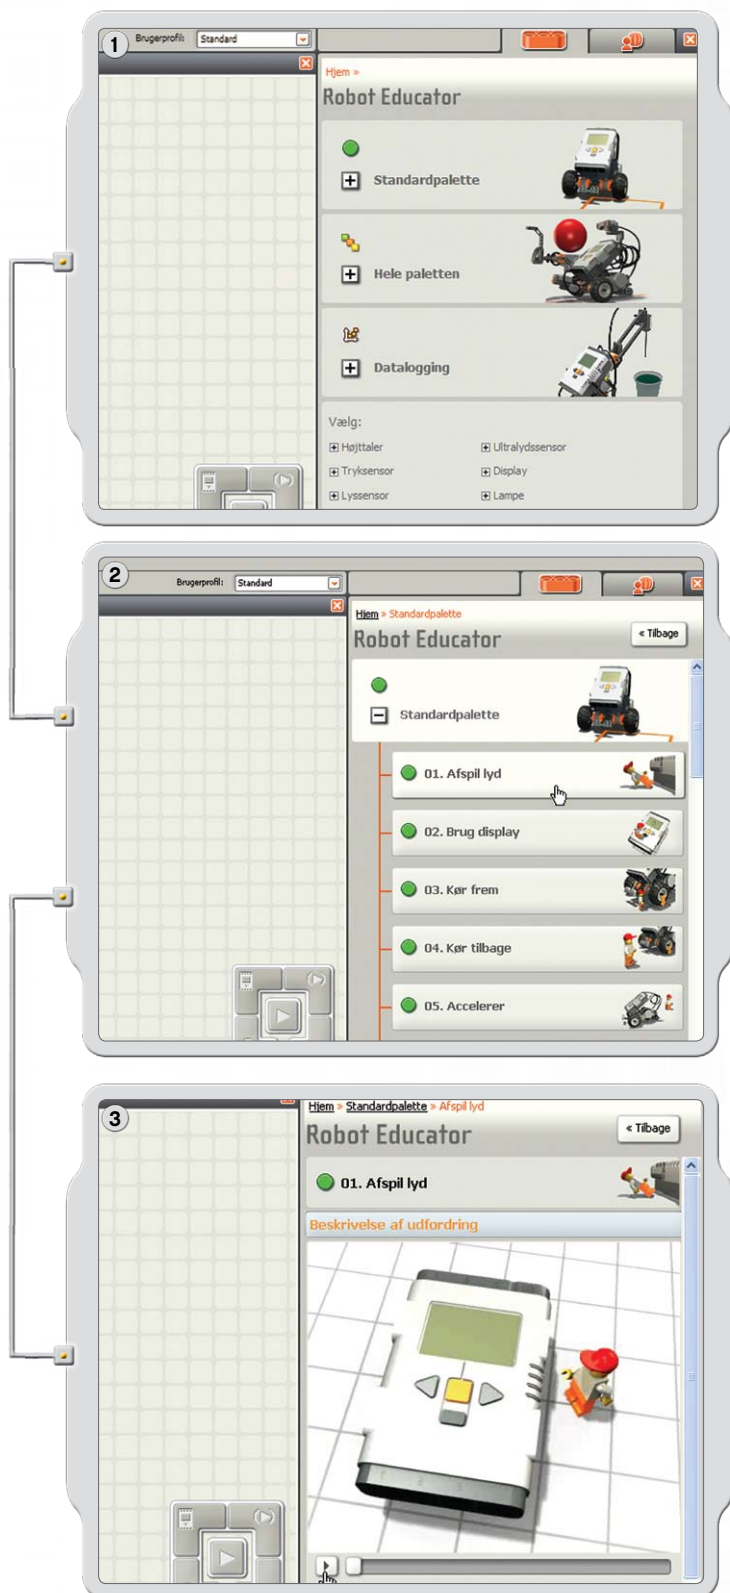 1
Brugerprofil: Standard
Hjem »
Robot Educator
Standardpalette
Hele paletten
Datalogging
Vælg:
Højttaler Ultralydssensor
Tryksensor Display
Lyssensor Lampe
2
Brugerprofil: Standard
Hjem » Standardpalette
Robot Educator
« Tilbage
Standardpalette
01. Afspil lyd
02. Brug display
03. Kør frem
04. Kør tilbage
05. Accelerer
3
Hjem » Standardpalette » Afspil lyd
Robot Educator
« Tilbage
01. Afspil lyd
Beskrivelse af udfordring